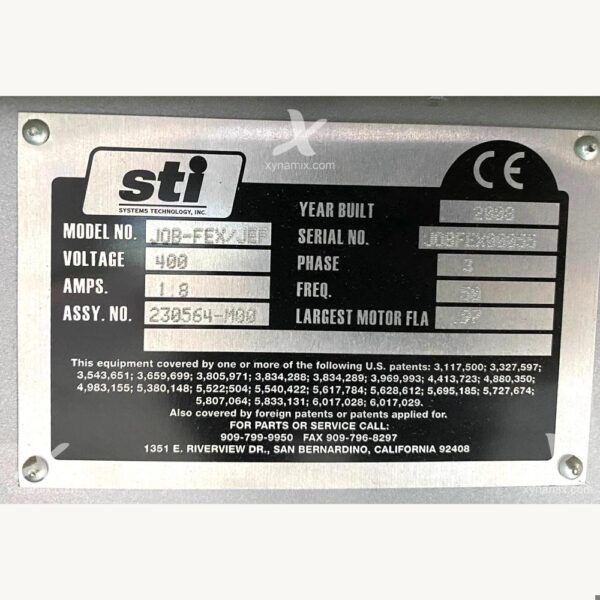 xynamix.com
sti
SYSTEMS TECHNOLOGY, INC.
CE
YEAR BUILT 2008
MODEL NO. JOB-FEX/JEF
SERIAL NO. JOBFEX00035
VOLTAGE 400
PHASE 3
AMPS. 18
FREQ. 50
ASSY. NO. 230564-M00
LARGEST MOTOR FLA
This equipment covered by one or more of the following U.S. patents: 3,117,500; 3,327,597;
3,543,651; 3,659,699; 3,805,971; 3,834,288; 3,834,289; 3,969,993; 4,413,723; 4,880,350;
4,983,155; 5,380,148; 5,522,504; 5,540,422; 5,617,784; 5,628,612; 5,695,185; 5,727,674;
5,807,064; 5,833,131; 6,017,028; 6,017,029.
Also covered by foreign patents or patents applied for.
FOR PARTS OR SERVICE CALL:
909-799-9950 FAX 909-796-8297
1351 E. RIVERVIEW DR., SAN BERNARDINO, CALIFORNIA 92408